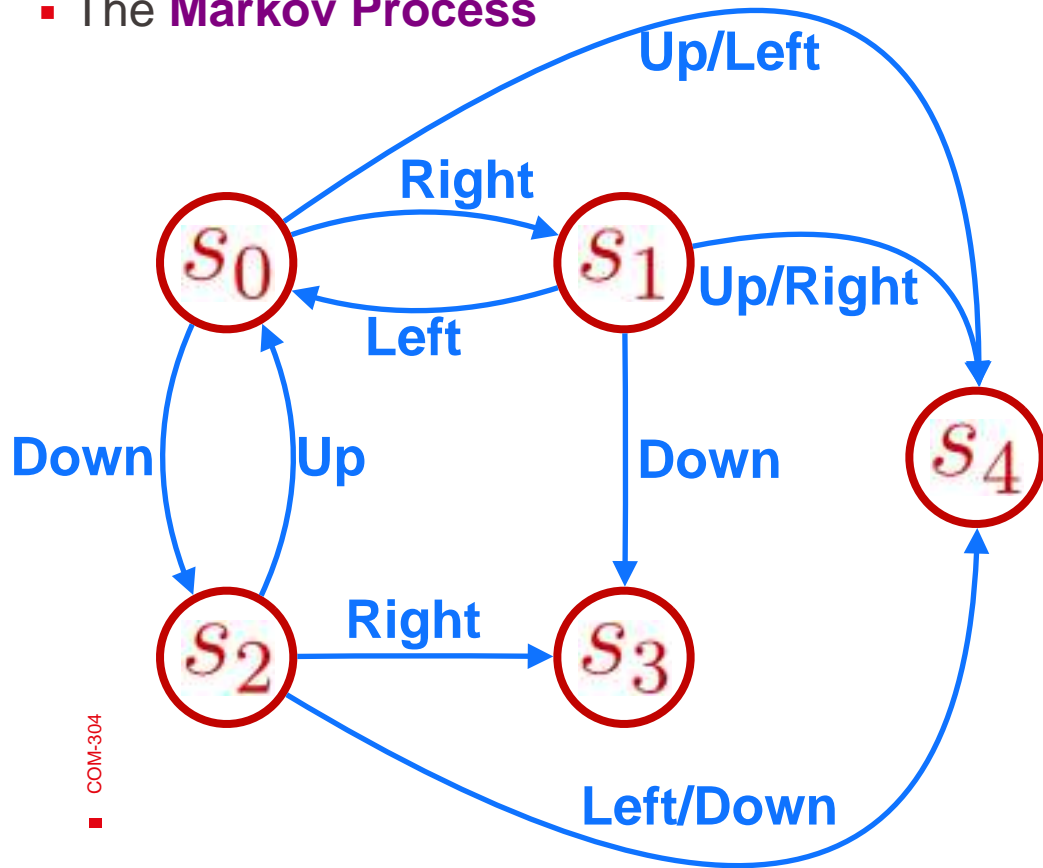 ▪ The Markov Process
Up/Left
Right
s0
s1
Up/Right
Left
Down
Up
Down
s4
Right
s2
s3
COM-304
Left/Down